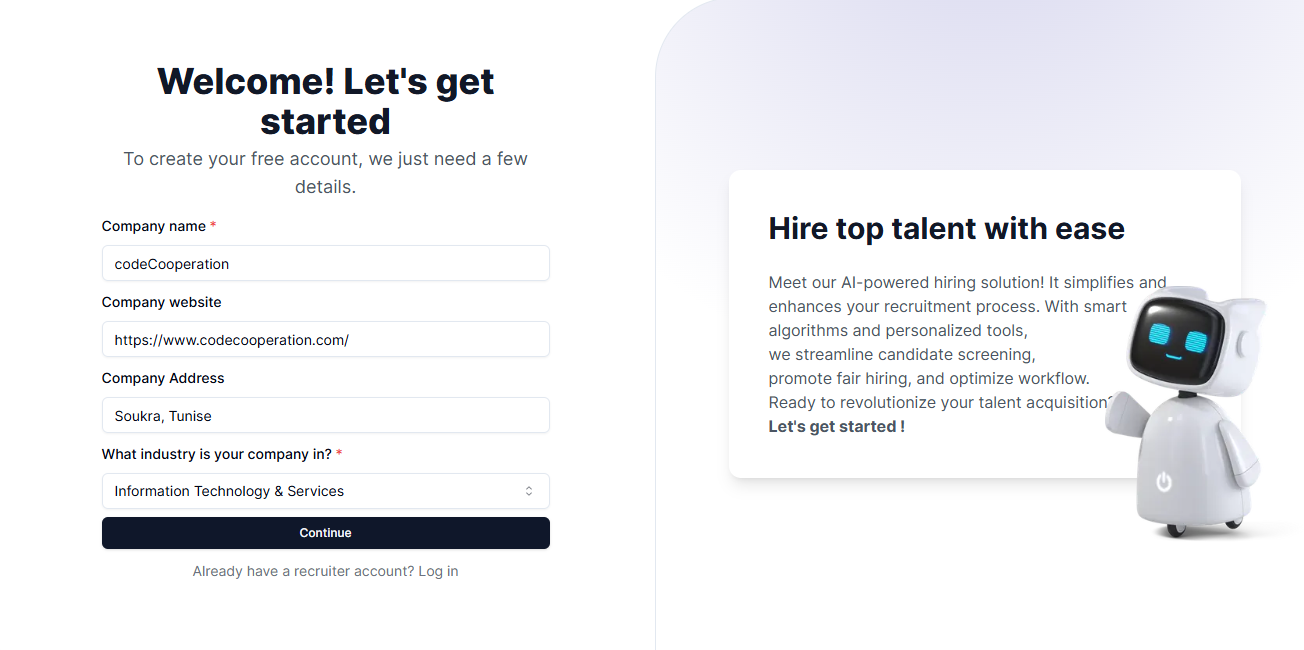 Welcome! Let's get
started
To create your free account, we just need a few
details.
Company name *
codeCooperation
Company website
https://www.codecooperation.com/
Company Address
Soukra, Tunise
What industry is your company in? *
Information Technology & Services
Continue
Already have a recruiter account? Log in
Hire top talent with ease
Meet our AI-powered hiring solution! It simplifies and
enhances your recruitment process. With smart
algorithms and personalized tools,
we streamline candidate screening,
promote fair hiring, and optimize workflow.
Ready to revolutionize your talent acquisition?
Let's get started !